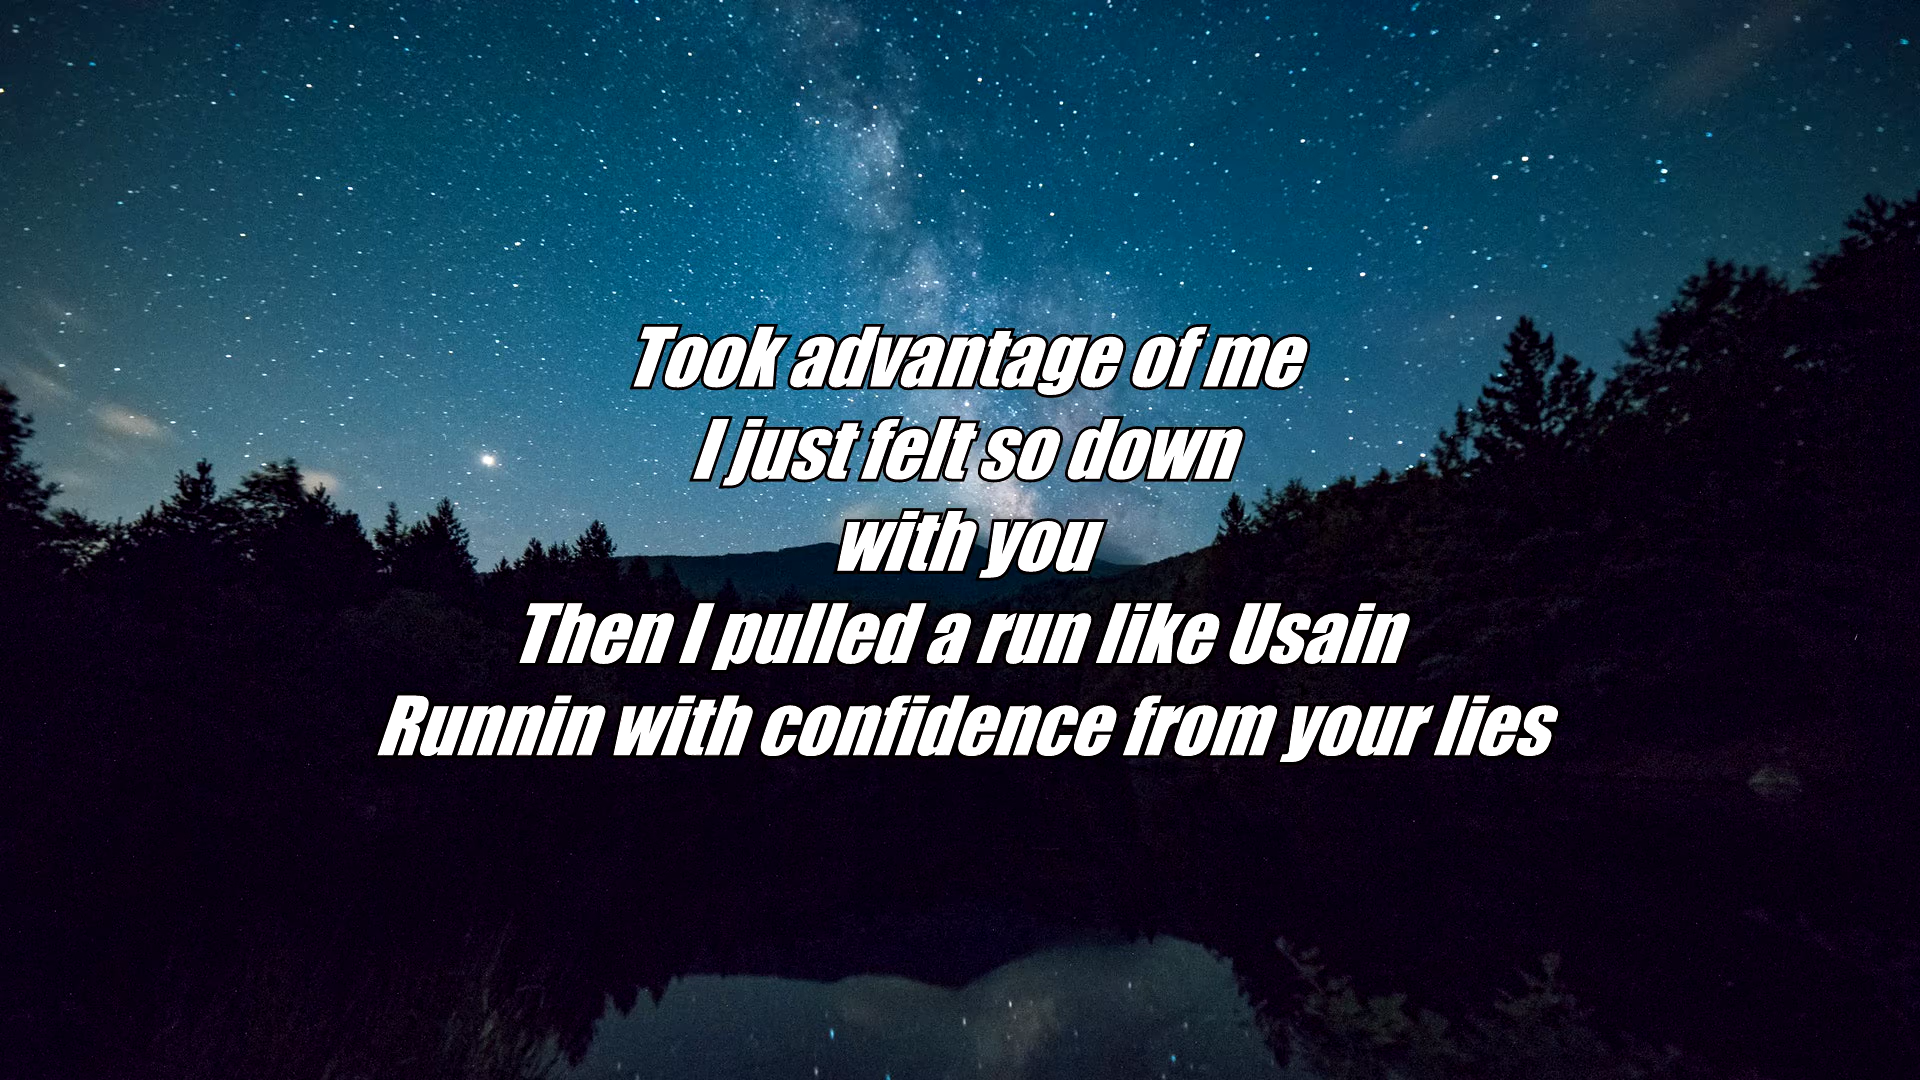 Took advantage of me
I just felt so down
with you
Then I pulled a run like Usain
Runnin with confidence from your lies